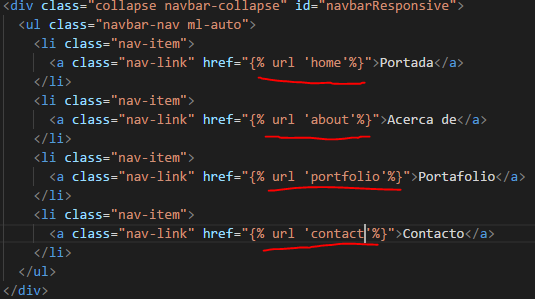 <div class="collapse navbar-collapse" id="navbarResponsive">
<ul class="navbar-nav ml-auto">
<li class="nav-item">
<a class="nav-link" href="{% url 'home'%}">Portada</a>
</li>
<li class="nav-item">
<a class="nav-link" href="{% url 'about'%}">Acerca de</a>
</li>
<li class="nav-item">
<a class="nav-link" href="{% url 'portfolio'%}">Portafolio</a>
</li>
<li class="nav-item">
<a class="nav-link" href="{% url 'contact'%}">Contacto</a>
</li>
</ul>
</div>